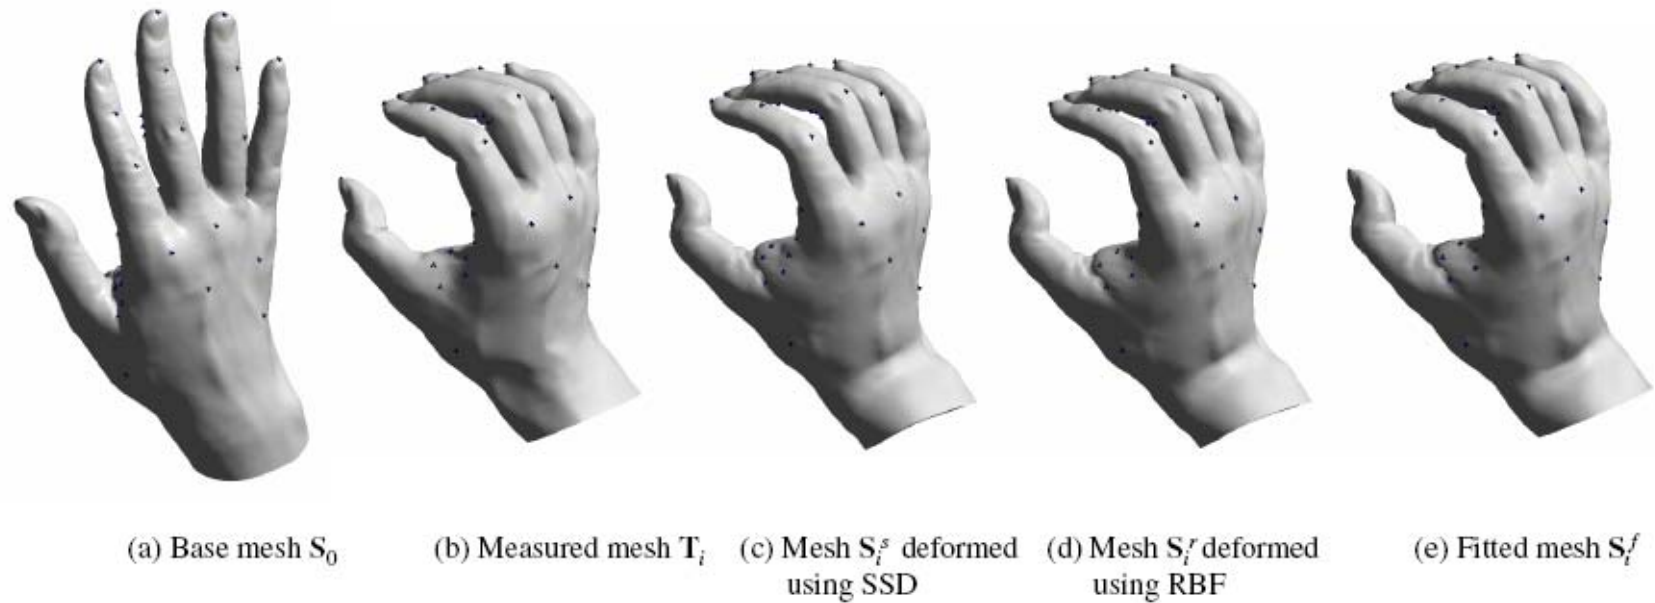 (a) Base mesh S₀
(b) Measured mesh Tᵢ
(c) Mesh Sᵢˢ deformed
using SSD
(d) Mesh Sᵢʳ deformed
using RBF
(e) Fitted mesh Sᵢᶠ